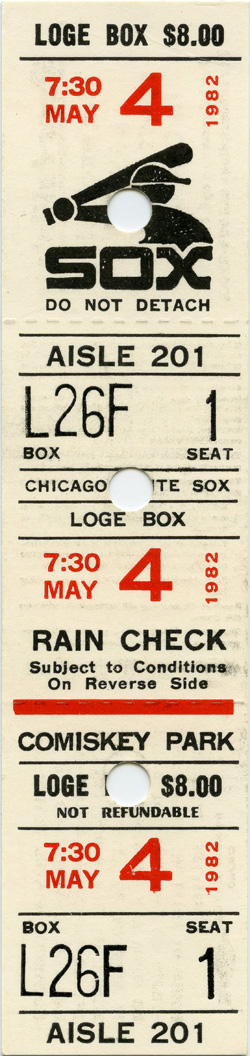 LOGE BOX $8.00
7:30 MAY 4 1982
SOX
DO NOT DETACH
AISLE 201
L26F 1
BOX SEAT
CHICAGO ITE SOX
LOGE BOX
7:30 MAY 4 1982
RAIN CHECK
Subject to Conditions
On Reverse Side
COMISKEY PARK
LOGE $8.00
NOT REFUNDABLE
7:30 MAY 4 1982
BOX SEAT
L26F 1
AISLE 201